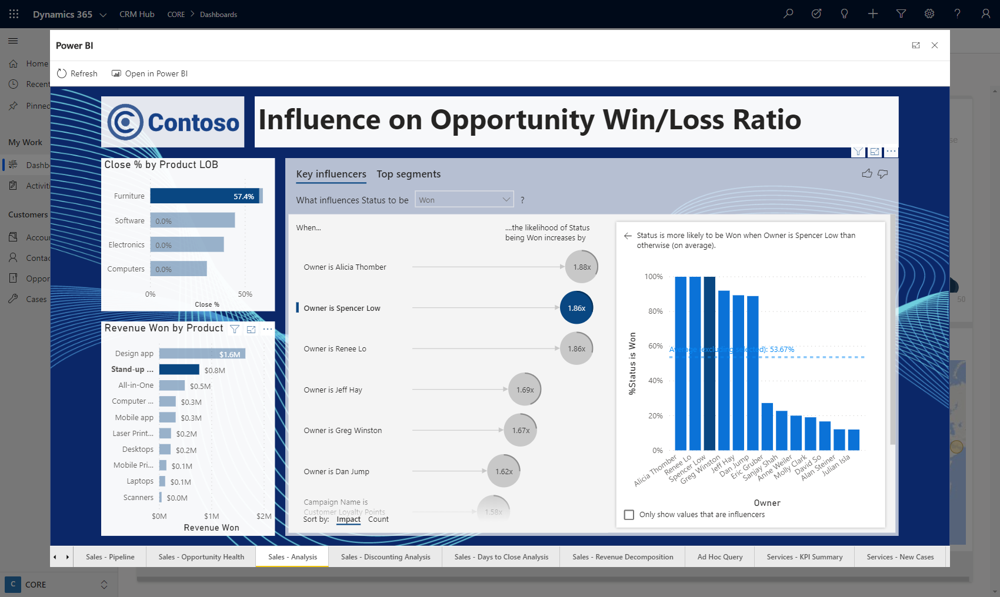 Dynamics 365
CRM Hub
CORE
Dashboards
Home
Recent
Pinned
My Work
Dashb
Activiti
Customers
Accou
Contac
Oppor
Cases
C
CORE
Power BI
Refresh
Open in Power BI
Contoso
Influence on Opportunity Win/Loss Ratio
Close % by Product LOB
Furniture
57.4%
Software
0.0%
Electronics
0.0%
Computers
0.0%
0%
50%
Close %
Revenue Won by Product
Design app
$1.6M
Stand-up ...
$0.8M
All-in-One
$0.5M
Computer ...
$0.3M
Mobile app
$0.3M
Laser Print...
$0.2M
Desktops
$0.2M
Mobile Pri...
$0.1M
Laptops
$0.1M
Scanners
$0.0M
$0M
$1M
$2M
Revenue Won
Key influencers
Top segments
What influences Status to be
Won
?
When...
....the likelihood of Status
being Won increases by
Owner is Alicia Thomber
1.88x
Owner is Spencer Low
1.86x
Owner is Renee Lo
1.86x
Owner is Jeff Hay
1.69x
Owner is Greg Winston
1.67x
Owner is Dan Jump
1.62x
Campaign Name is
Customer Loyalty Points
1.58x
Sort by:
Impact
Count
Status is more likely to be Won when Owner is Spencer Low than
otherwise (on average).
100%
80%
60%
40%
20%
0%
%Status is Won
Average (excluding selected): 53.67%
Alicia Thomber
Renee Lo
Spencer Low
Greg Winston
Jeff Hay
Dan Jump
Eric Gruber
Sanjay Shah
Anne Weiler
Molly Clark
David So
Alan Steiner
Julian Isla
Owner
Only show values that are influencers
se
50
Sales - Pipeline
Sales - Opportunity Health
Sales - Analysis
Sales - Discounting Analysis
Sales - Days to Close Analysis
Sales - Revenue Decomposition
Ad Hoc Query
Services - KPI Summary
Services - New Cases